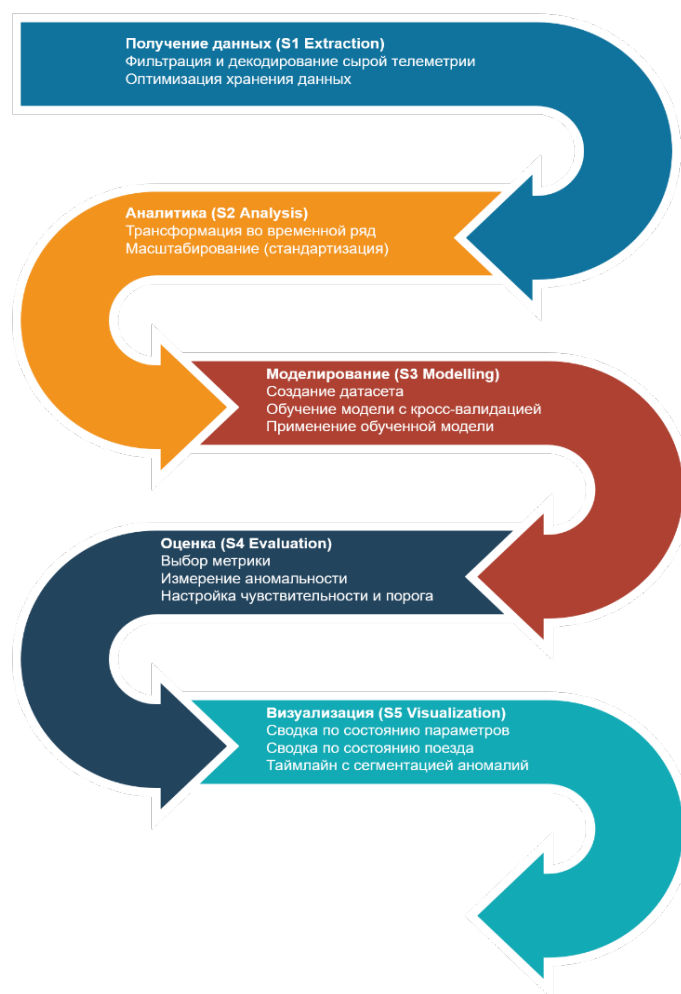 Получение данных (S1 Extraction)
Фильтрация и декодирование сырой телеметрии
Оптимизация хранения данных
Аналитика (S2 Analysis)
Трансформация во временной ряд
Масштабирование (стандартизация)
Моделирование (S3 Modelling)
Создание датасета
Обучение модели с кросс-валидацией
Применение обученной модели
Оценка (S4 Evaluation)
Выбор метрики
Измерение аномальности
Настройка чувствительности и порога
Визуализация (S5 Visualization)
Сводка по состоянию параметров
Сводка по состоянию поезда
Таймлайн с сегментацией аномалий